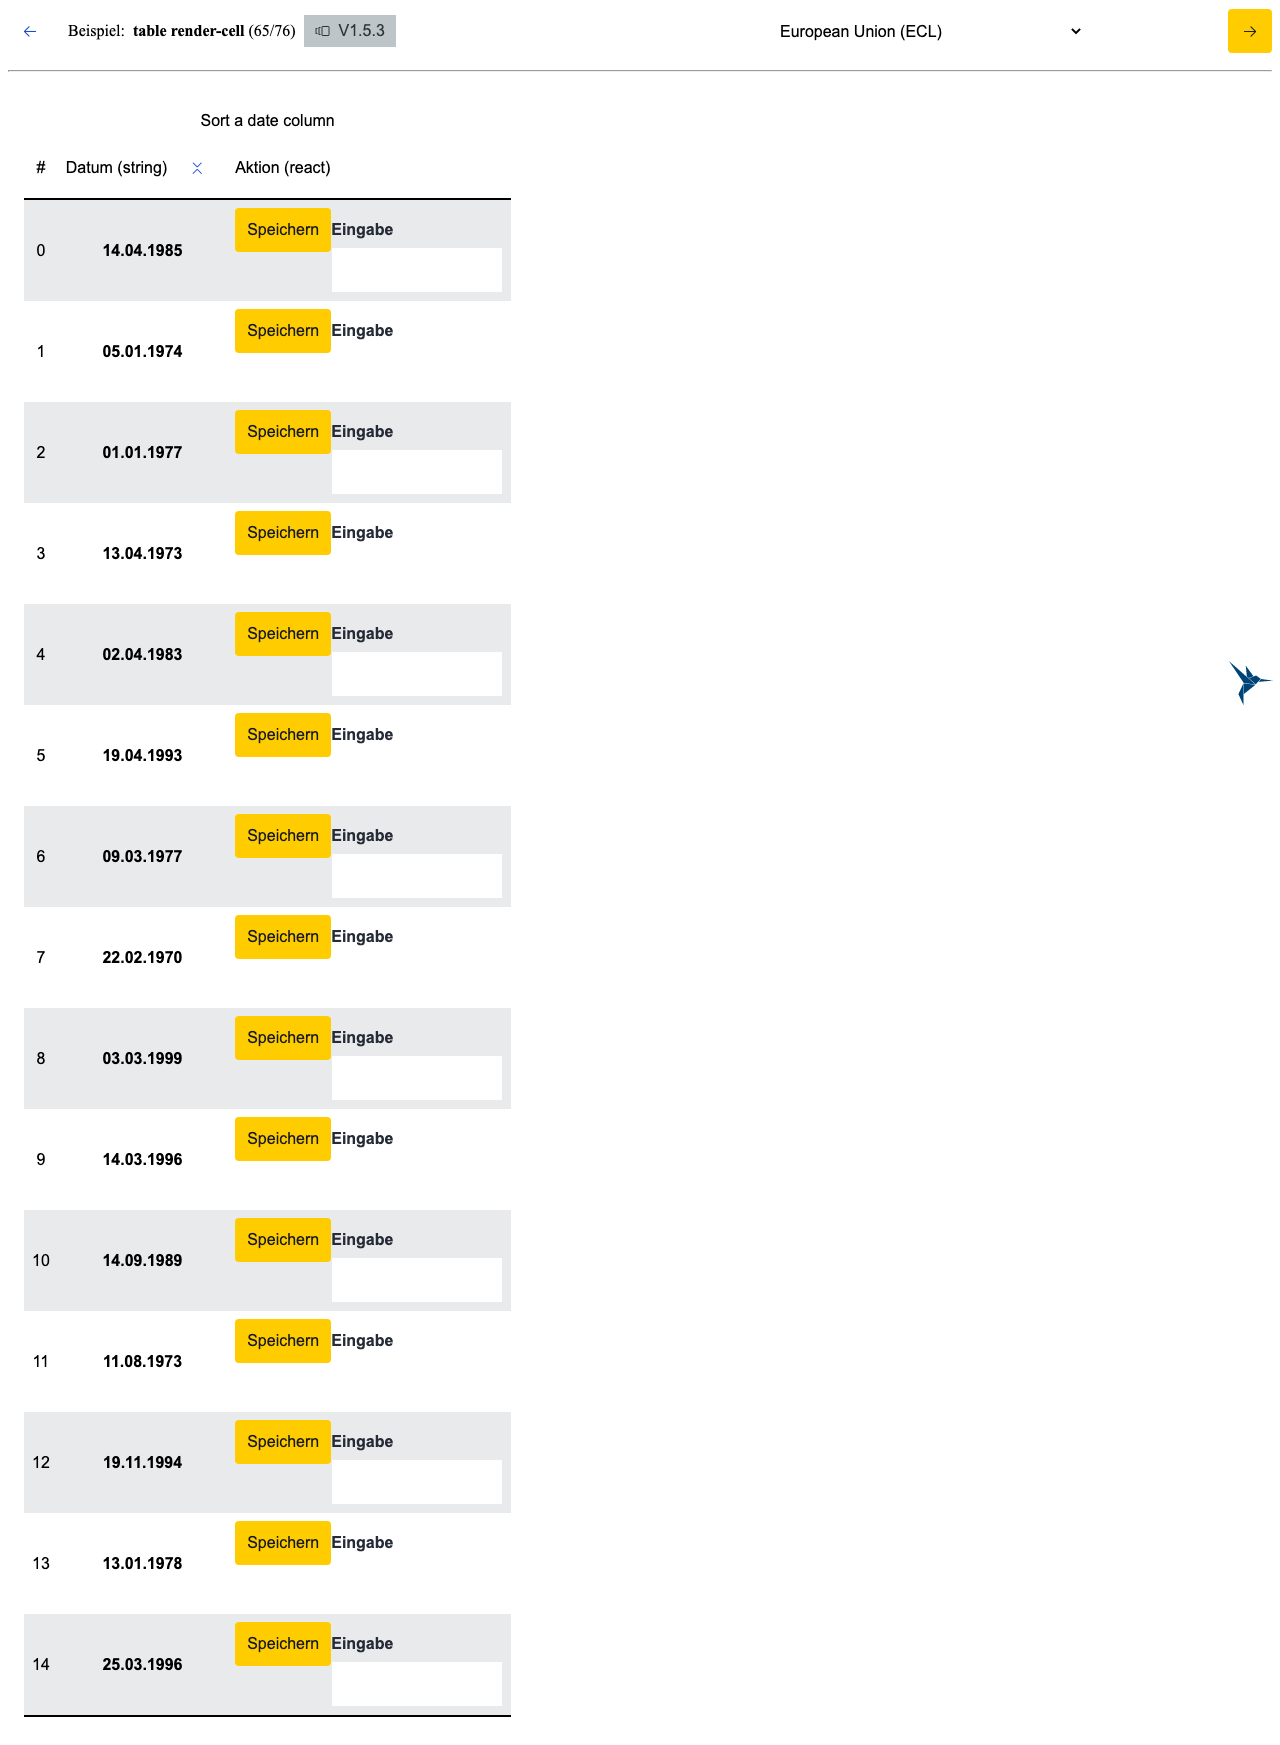 Beispiel: table render-cell (65/76) V1.5.3 European Union (ECL)
Sort a date column
# Datum (string) Aktion (react)
0 14.04.1985 Speichern Eingabe
1 05.01.1974 Speichern Eingabe
2 01.01.1977 Speichern Eingabe
3 13.04.1973 Speichern Eingabe
4 02.04.1983 Speichern Eingabe
5 19.04.1993 Speichern Eingabe
6 09.03.1977 Speichern Eingabe
7 22.02.1970 Speichern Eingabe
8 03.03.1999 Speichern Eingabe
9 14.03.1996 Speichern Eingabe
10 14.09.1989 Speichern Eingabe
11 11.08.1973 Speichern Eingabe
12 19.11.1994 Speichern Eingabe
13 13.01.1978 Speichern Eingabe
14 25.03.1996 Speichern Eingabe